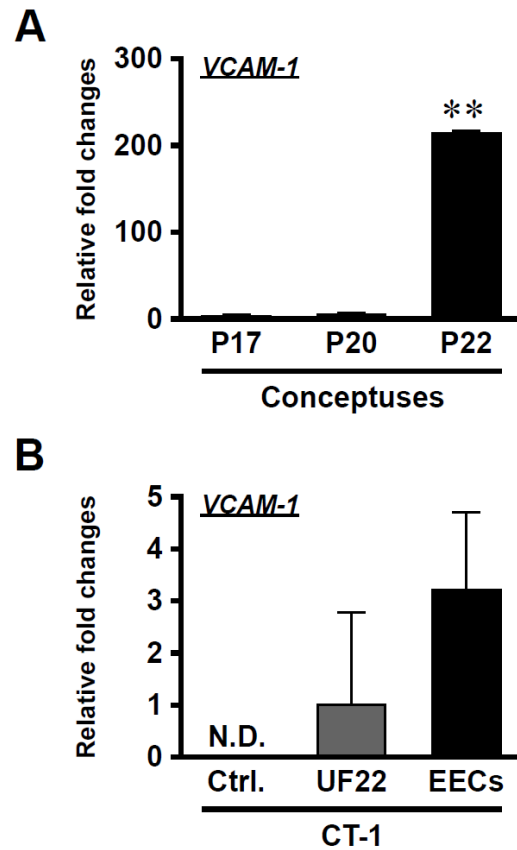 A
Relative fold changes
300
200
100
0
VCAM-1
**
P17 P20 P22
Conceptuses
B
Relative fold changes
5
4
3
2
1
0
VCAM-1
N.D.
Ctrl. UF22 EECs
CT-1